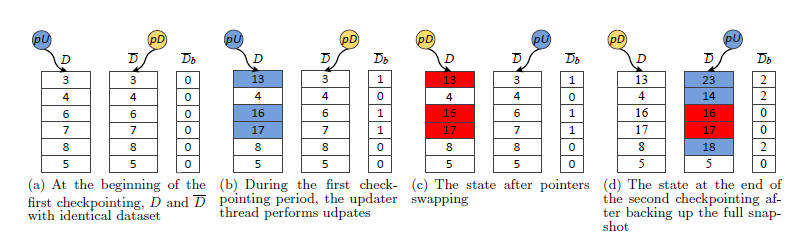 pU pD pU pD pD pU pD pU
D D̅ D̅b D D̅ D̅b D D̅ D̅b D D̅ D̅b
3 3 0 13 3 1 13 3 1 13 23 2
4 4 0 4 4 0 4 4 0 4 14 2
6 6 0 16 6 1 16 6 1 16 16 0
7 7 0 17 7 1 17 7 1 17 17 0
8 8 0 8 8 0 8 8 0 8 18 2
5 5 0 5 5 0 5 5 0 5 5 0
(a) At the beginning of the
first checkpointing, D and D̅
with identical dataset
(b) During the first check-
pointing period, the updater
thread performs udpates
(c) The state after pointers
swapping
(d) The state at the end of
the second checkpointing af-
ter backing up the full snap-
shot